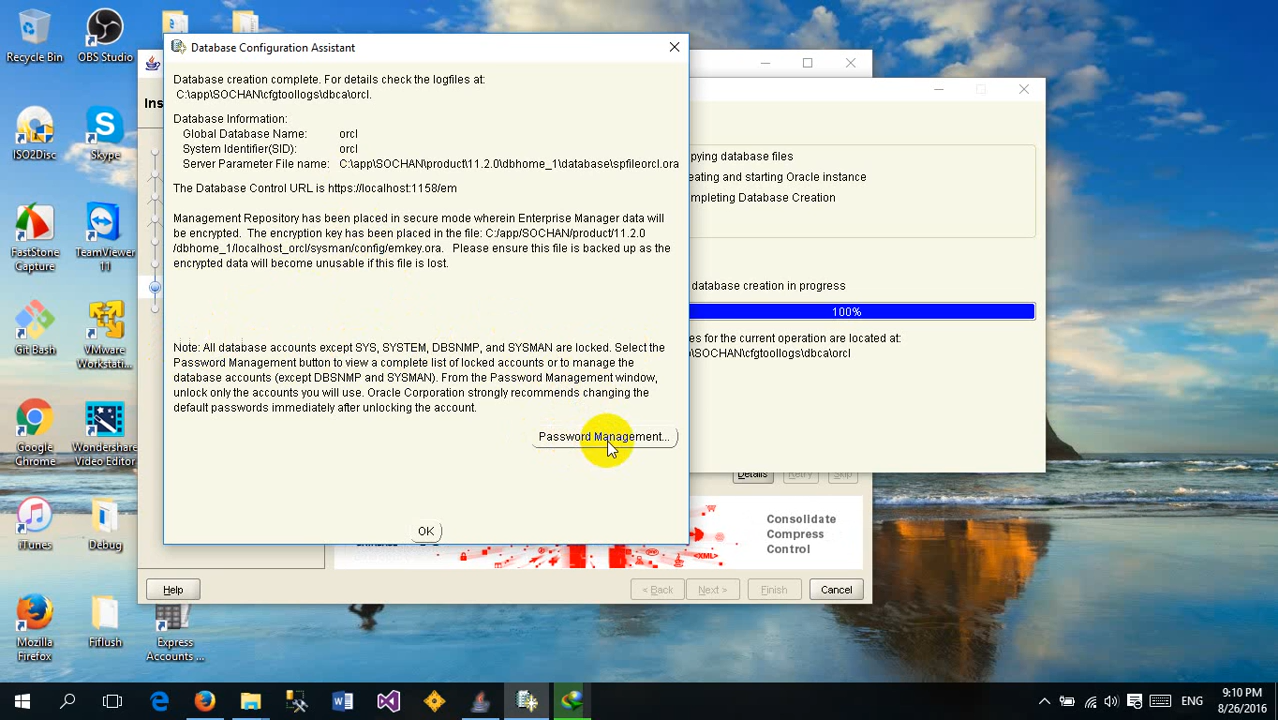 Recycle Bin
OBS Studio
ISO2Disc
Skype
FastStone
Capture
TeamViewer
11
Git Bash
VMware
Workstati...
Google
Chrome
Wondershare
Video Editor
iTunes
Debug
Mozilla
Firefox
Fiflush
Express
Accounts ...
Ins
Database Configuration Assistant
Database creation complete. For details check the logfiles at:
C:\app\SOCHAN\cfgtoollogs\dbca\orcl.
Database Information:
Global Database Name: orcl
System Identifier(SID): orcl
Server Parameter File name: C:\app\SOCHAN\product\11.2.0\dbhome_1\database\spfileorcl.ora
The Database Control URL is https://localhost:1158/em
Management Repository has been placed in secure mode wherein Enterprise Manager data will
be encrypted. The encryption key has been placed in the file: C:/app/SOCHAN/product/11.2.0
/dbhome_1/localhost_orcl/sysman/config/emkey.ora. Please ensure this file is backed up as the
encrypted data will become unusable if this file is lost.
Note: All database accounts except SYS, SYSTEM, DBSNMP, and SYSMAN are locked. Select the
Password Management button to view a complete list of locked accounts or to manage the
database accounts (except DBSNMP and SYSMAN). From the Password Management window,
unlock only the accounts you will use. Oracle Corporation strongly recommends changing the
default passwords immediately after unlocking the account.
Password Management...
OK
pying database files
eating and starting Oracle instance
mpleting Database Creation
database creation in progress
100%
es for the current operation are located at:
\SOCHAN\cfgtoollogs\dbca\orcl
Details
Retry
Skip
<XML>
Consolidate
Compress
Control
Help
< Back
Next >
Finish
Cancel
ENG
9:10 PM
8/26/2016